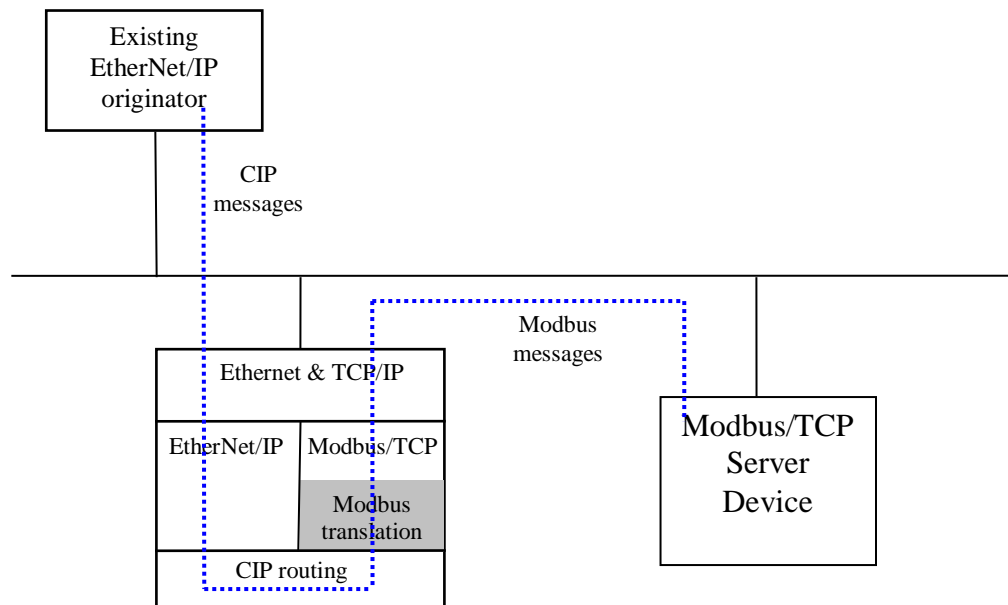 Existing
EtherNet/IP
originator
CIP
messages
Modbus
messages
Ethernet & TCP/IP
EtherNet/IP
Modbus/TCP
Modbus
translation
CIP routing
Modbus/TCP
Server
Device